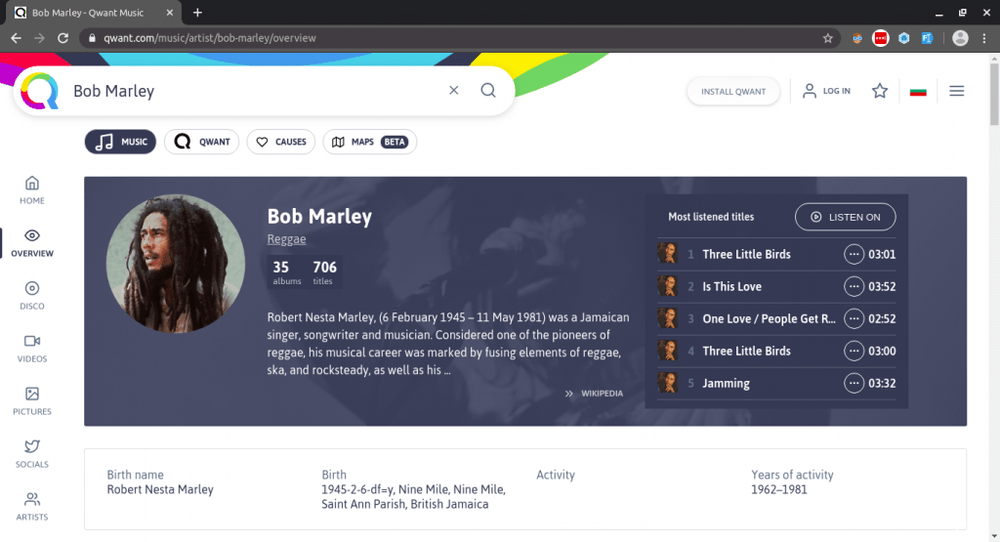 Bob Marley - Qwant Music
qwant.com/music/artist/bob-marley/overview
Bob Marley
INSTALL QWANT
LOG IN
MUSIC
QWANT
CAUSES
MAPS BETA
HOME
OVERVIEW
DISCO
VIDEOS
PICTURES
SOCIALS
ARTISTS
Bob Marley
Reggae
35 706
albums titles
Robert Nesta Marley, (6 February 1945 – 11 May 1981) was a Jamaican
singer, songwriter and musician. Considered one of the pioneers of
reggae, his musical career was marked by fusing elements of reggae,
ska, and rocksteady, as well as his ...
WIKIPEDIA
Most listened titles
LISTEN ON
1 Three Little Birds 03:01
2 Is This Love 03:52
3 One Love / People Get R... 02:52
4 Three Little Birds 03:00
5 Jamming 03:32
Birth name
Robert Nesta Marley
Birth
1945-2-6-df=y, Nine Mile, Nine Mile,
Saint Ann Parish, British Jamaica
Activity
Years of activity
1962–1981